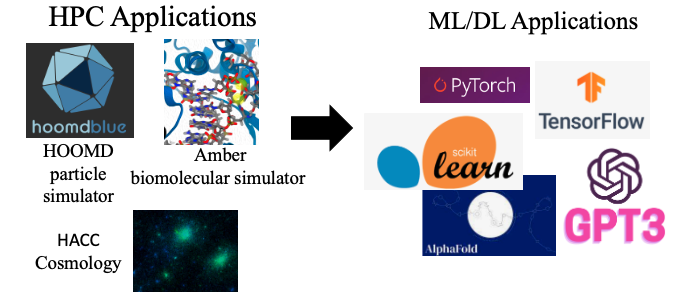 HPC Applications
ML/DL Applications
hoomdblue
HOOMD
particle
simulator
Amber
biomolecular simulator
HACC
Cosmology
PyTorch
TensorFlow
scikit
learn
AlphaFold
GPT3